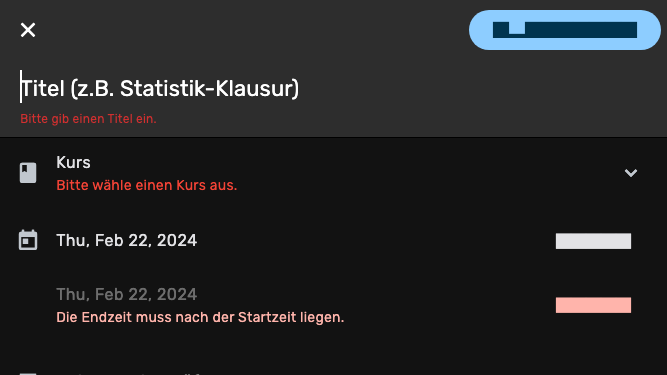 Titel (z.B. Statistik-Klausur)
Bitte gib einen Titel ein.
Kurs
Bitte wähle einen Kurs aus.
Thu, Feb 22, 2024
Thu, Feb 22, 2024
Die Endzeit muss nach der Startzeit liegen.